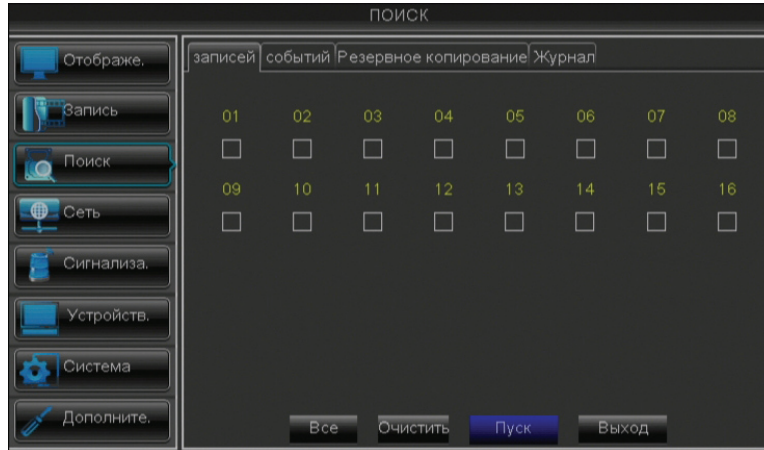 ПОИСК
Отображе.
Запись
Поиск
Сеть
Сигнализа.
Устройств.
Система
Дополните.
записей событий Резервное копирование Журнал
01 02 03 04 05 06 07 08
09 10 11 12 13 14 15 16
Все Очистить Пуск Выход